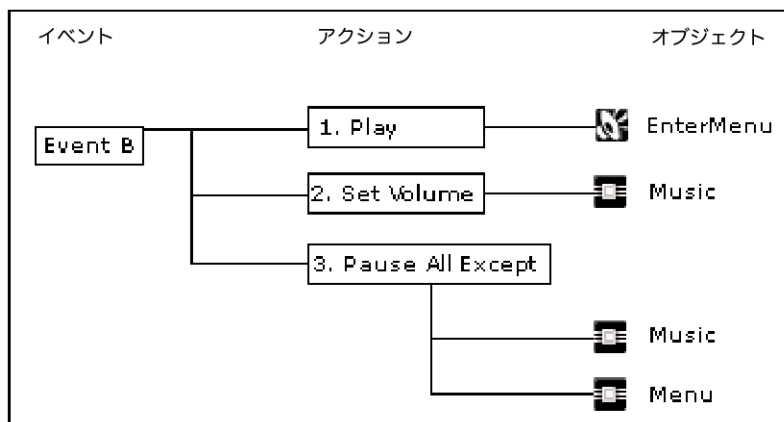 イベント アクション オブジェクト
Event B
1. Play EnterMenu
2. Set Volume Music
3. Pause All Except
Music
Menu